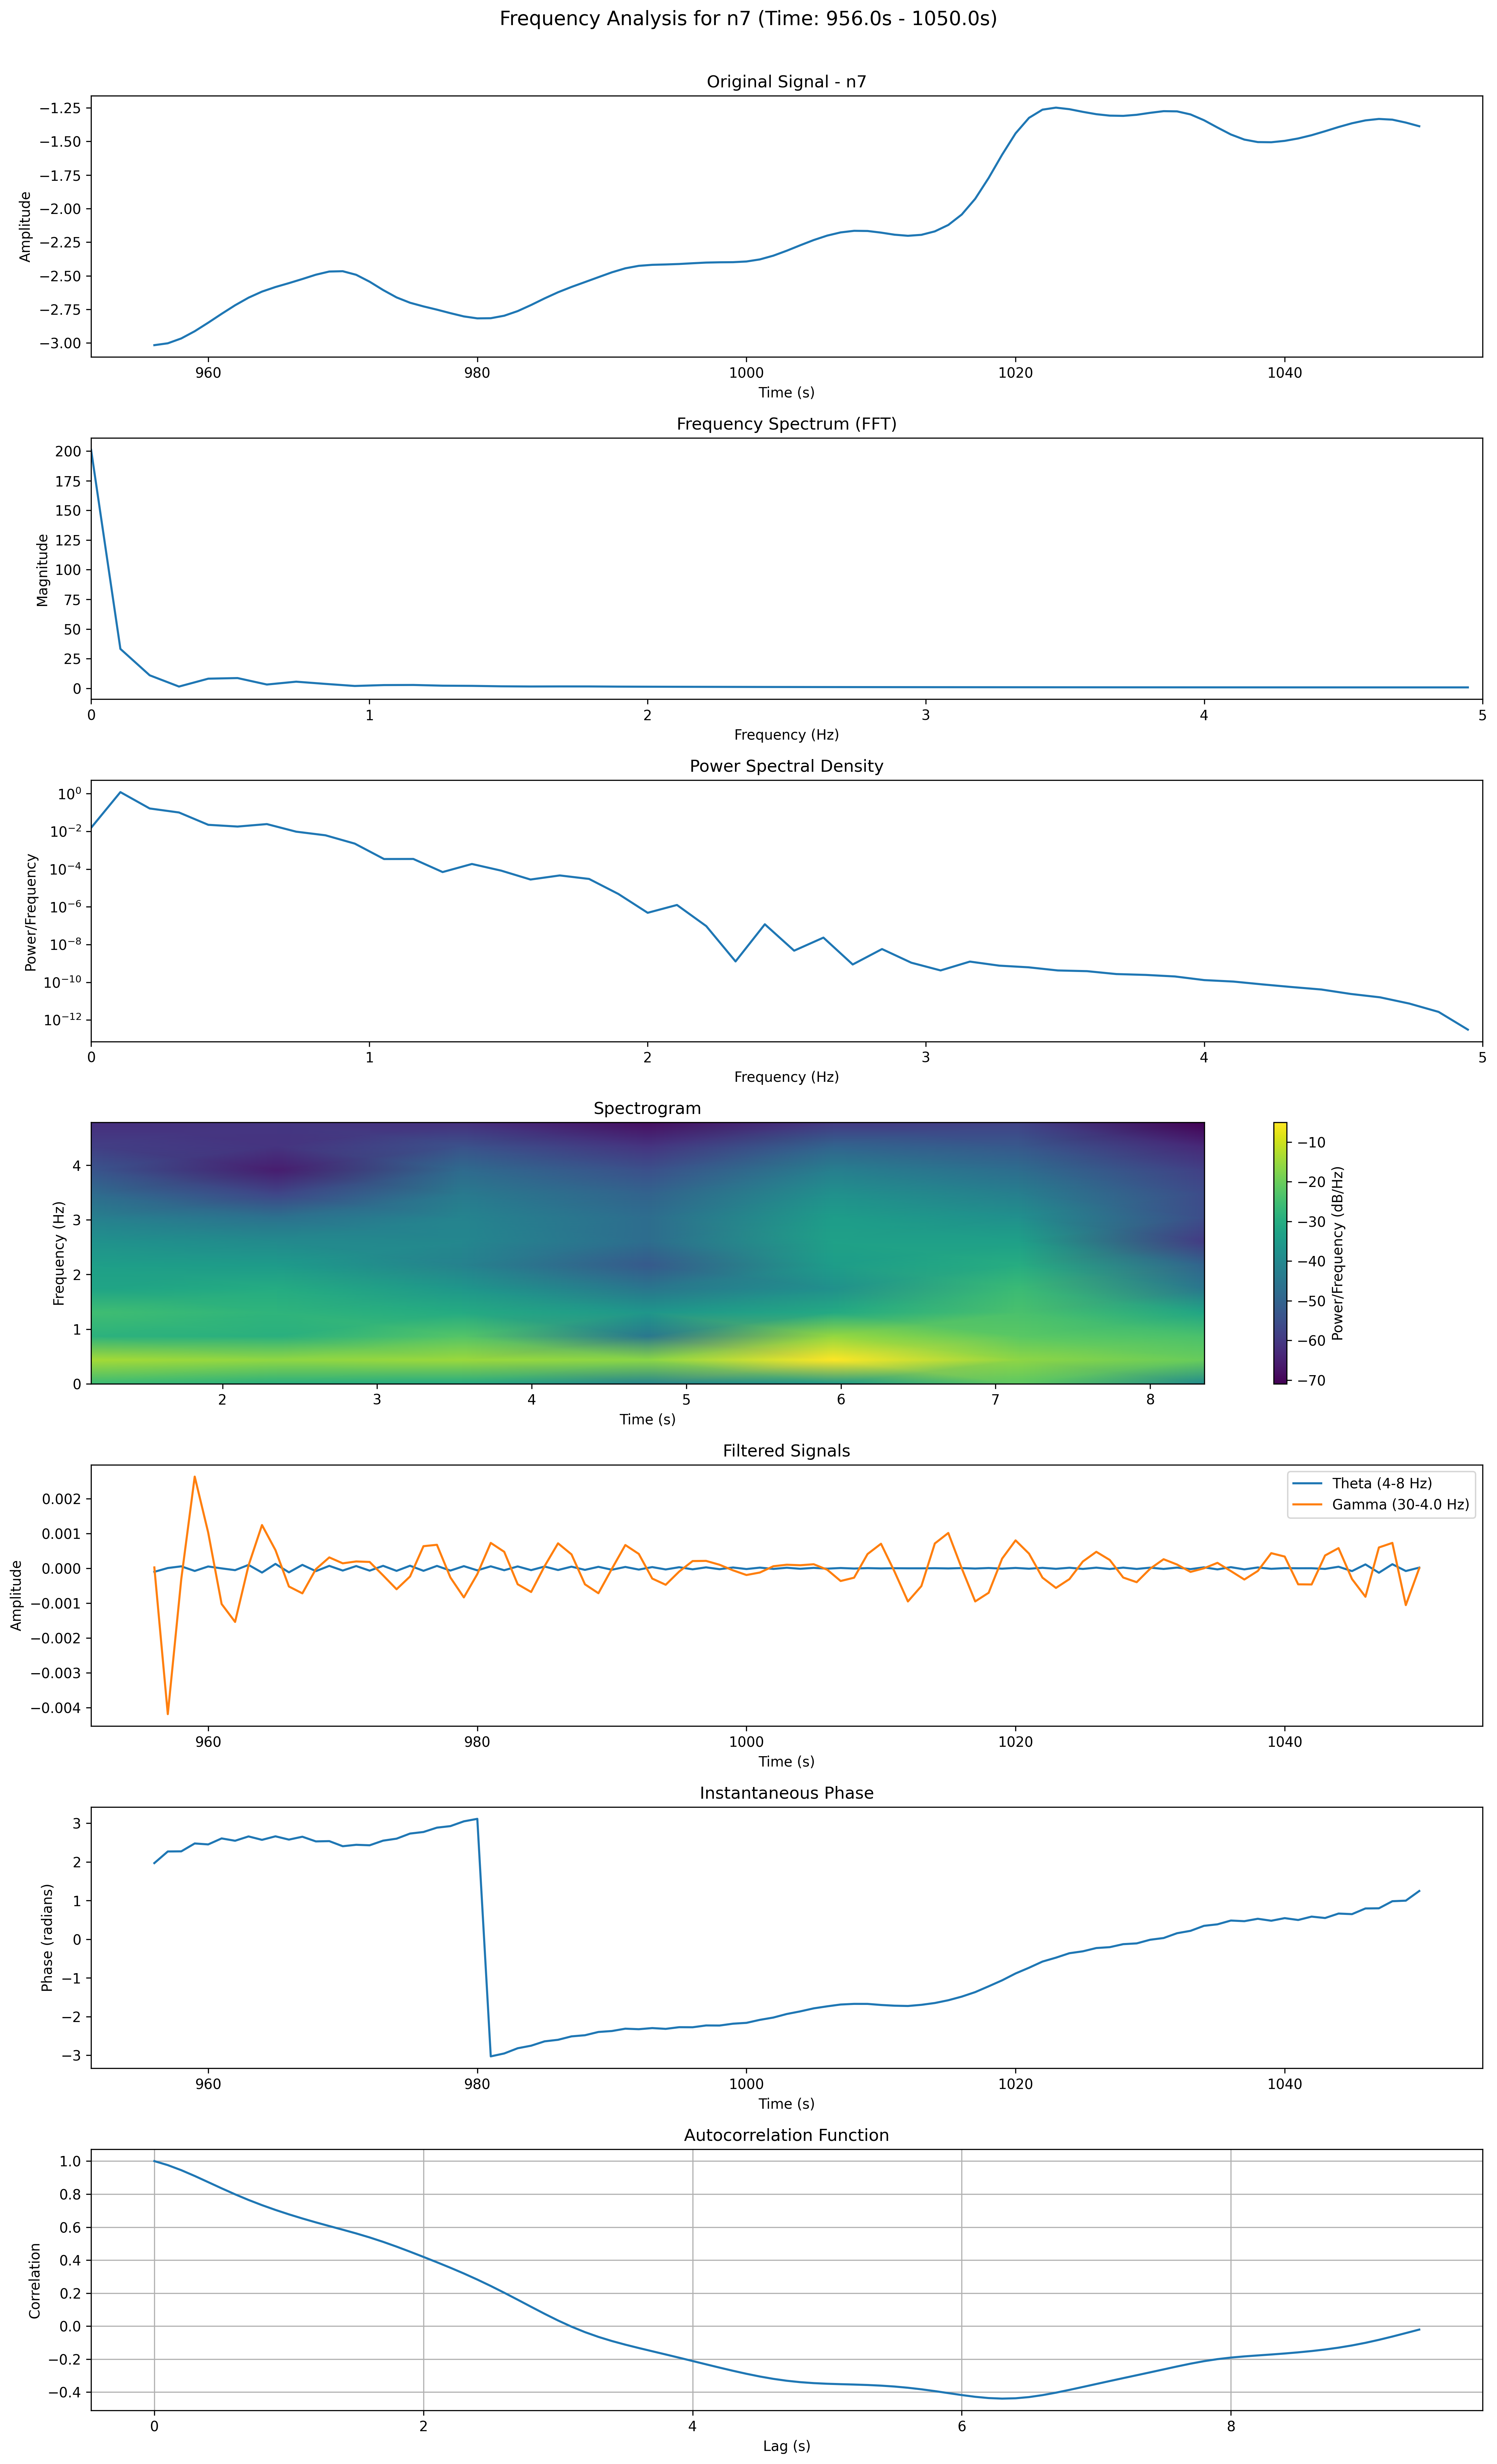 Frequency Analysis for n7 (Time: 956.0s - 1050.0s)
Original Signal - n7
Amplitude
−1.25
−1.50
−1.75
−2.00
−2.25
−2.50
−2.75
−3.00
960 980 1000 1020 1040
Time (s)
Frequency Spectrum (FFT)
Magnitude
200
175
150
125
100
75
50
25
0
0 1 2 3 4 5
Frequency (Hz)
Power Spectral Density
Power/Frequency
10⁰
10⁻²
10⁻⁴
10⁻⁶
10⁻⁸
10⁻¹⁰
10⁻¹²
0 1 2 3 4 5
Frequency (Hz)
Spectrogram
Frequency (Hz)
4
3
2
1
0
2 3 4 5 6 7 8
Time (s)
−10
−20
−30
−40
−50
−60
−70
Power/Frequency (dB/Hz)
Filtered Signals
Theta (4-8 Hz)
Gamma (30-4.0 Hz)
Amplitude
0.002
0.001
0.000
−0.001
−0.002
−0.003
−0.004
960 980 1000 1020 1040
Time (s)
Instantaneous Phase
Phase (radians)
3
2
1
0
−1
−2
−3
960 980 1000 1020 1040
Time (s)
Autocorrelation Function
Correlation
1.0
0.8
0.6
0.4
0.2
0.0
−0.2
−0.4
0 2 4 6 8
Lag (s)